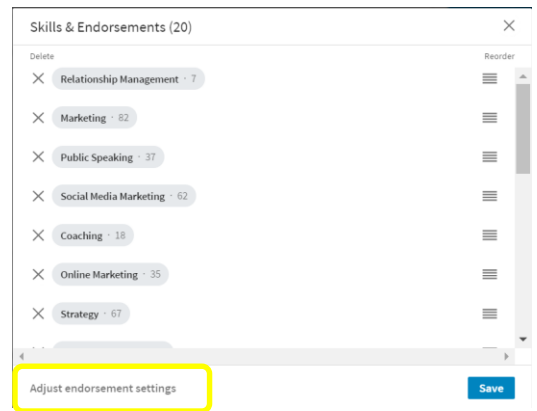 Skills & Endorsements (20)
Delete Reorder
Relationship Management · 7
Marketing · 82
Public Speaking · 37
Social Media Marketing · 62
Coaching · 18
Online Marketing · 35
Strategy · 67
Adjust endorsement settings Save